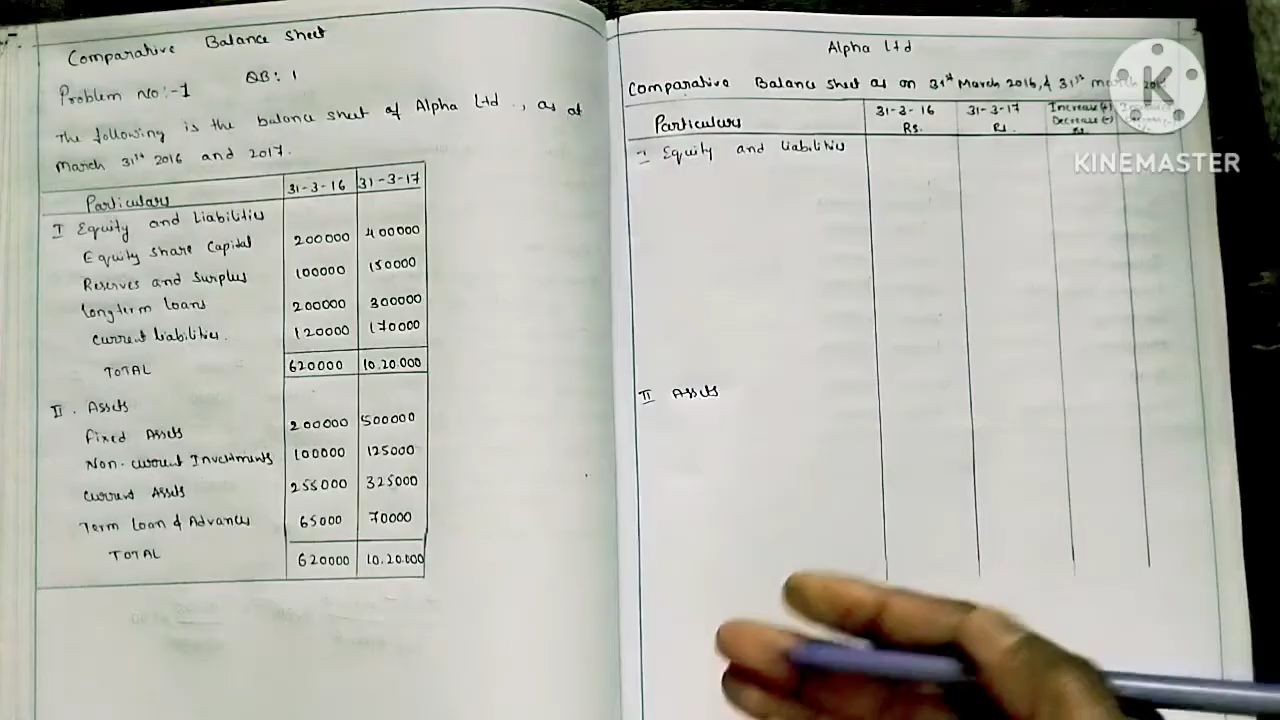 Comparative Balance Sheet
Problem No:-1 QB: 1
The following is the balance sheet of Alpha Ltd., as at
March 31st 2016 and 2017.
Particulars 31-3-16 31-3-17
I Equity and Liabilities
Equity Share Capital 200000 400000
Reserves and Surplus 100000 150000
Long term loans 200000 300000
Current liabilities. 120000 170000
TOTAL 620000 10.20.000
II. Assets
Fixed Assets 200000 500000
Non-current Investments 100000 125000
Current Assets 255000 325000
Term Loan & Advances 65000 70000
TOTAL 620000 10.20.000
Alpha Ltd
Comparative Balance sheet as on 31st March 2016, & 31st march
Particulars 31-3-16 Rs. 31-3-17 Rs. Increase (+) Decrease (-) Rs
I Equity and liabilities
II Assets
KINEMASTER